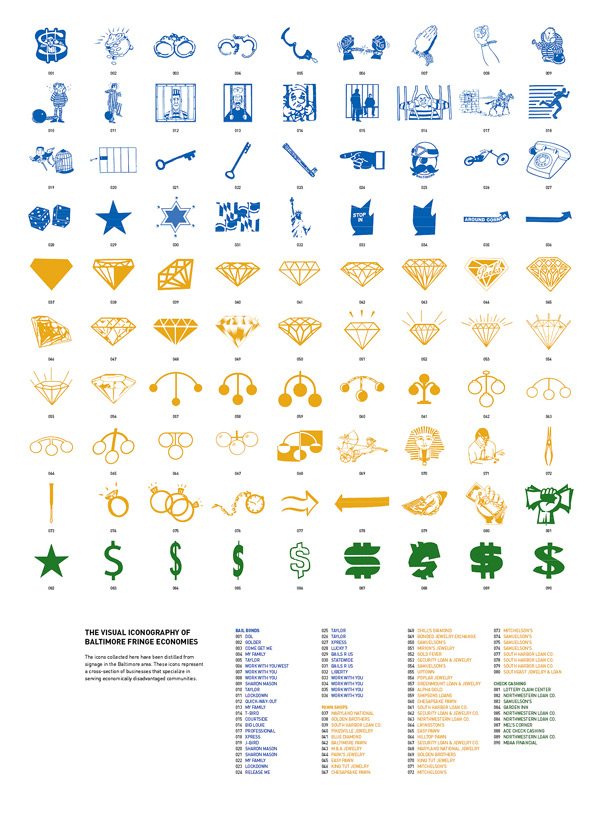 001 002 003 004 005 006 007 008 009
010 011 012 013 014 015 016 017 018
019 020 021 022 023 024 025 026 027
STOP
IN
AROUND CORNER
028 029 030 031 032 033 034 035 036
037 038 039 040 041 042 043 044 045
046 047 048 049 050 051 052 053 054
055 056 057 058 059 060 061 062 063
064 065 066 067 068 069 070 071 072
073 074 075 076 077 078 079 080 081
082 083 084 085 086 087 088 089 090
THE VISUAL ICONOGRAPHY OF
BALTIMORE FRINGE ECONOMIES
The icons collected here have been distilled from
signage in the Baltimore area. These icons represent
a cross-section of businesses that specialize in
serving economically disadvantaged communities.
BAIL BONDS
001 DDL
002 GOLDER
003 COME GET ME
004 MY FAMILY
005 TAYLOR
006 WORK WITH YOU WEST
007 WORK WITH YOU
008 WORK WITH YOU
009 SHARON MASON
010 TAYLOR
011 LOCKDOWN
012 QUICK-WAY-OUT
013 MY FAMILY
014 T-BIRD
015 COURTSIDE
016 BIG LOUIE
017 PROFESSIONAL
018 XPRESS
019 J-BIRD
020 SHARON MASON
021 SHARON MASON
022 MY FAMILY
023 LOCKDOWN
024 RELEASE ME
025 TAYLOR
026 TAYLOR
027 XPRESS
028 LUCKY 7
029 BAILS R US
030 STATEWIDE
031 BAILS R US
032 LIBERTY
033 WORK WITH YOU
034 WORK WITH YOU
035 WORK WITH YOU
036 WORK WITH YOU
PAWN SHOPS
037 MARYLAND NATIONAL
038 GOLDEN BROTHERS
039 SOUTH HARBOR LOAN CO.
040 PIKESVILLE JEWELRY
041 BLUE DIAMOND
042 BALTIMORE PAWN
043 M & A JEWELRY
044 PARK'S JEWELRY
045 EASY PAWN
046 KING TUT JEWELRY
047 CHESAPEAKE PAWN
048 DHILL'S DIAMOND
049 BONDED JEWELRY EXCHANGE
050 SAMUELSON'S
051 MIRIEN'S JEWELRY
052 GOLD FEVER
053 SECURITY LOAN & JEWELRY
054 SAMUELSON'S
055 UPTOWN
056 POPLAR JEWELRY
057 GREENMOUNT LOAN & JEWELRY
058 ALPHA GOLD
059 SIMPSONS LOANS
060 CHESAPEAKE PAWN
061 SOUTH HARBOR LOAN CO.
062 SECURITY LOAN & JEWELRY
063 NORTHWESTERN LOAN CO.
064 LIVINGSTON'S
065 EASY PAWN
066 HILLTOP PAWN
067 SECURITY LOAN & JEWELRY
068 MARYLAND NATIONAL JEWELRY
069 GOLDEN BROTHERS
070 KING TUT JEWELRY
071 MITCHELSON'S
072 MITCHELSON'S
073 MITCHELSON'S
074 SAMUELSON'S
075 SAMUELSON'S
076 SAMUELSON'S
077 SOUTH HARBOR LOAN CO.
078 SOUTH HARBOR LOAN CO.
079 SOUTH HARBOR LOAN CO.
080 SOUTHEAST JEWELRY & LOAN
CHECK CASHING
081 LOTTERY CLAIM CENTER
082 NORTHWESTERN LOAN CO.
083 SAMUELSON'S
084 GARDEN INN
085 NORTHWESTERN LOAN CO.
086 NORTHWESTERN LOAN CO.
087 MEL'S CORNER
088 ACE CHECK CASHING
089 NORTHWESTERN LOAN CO.
090 MBAA FINANCIAL